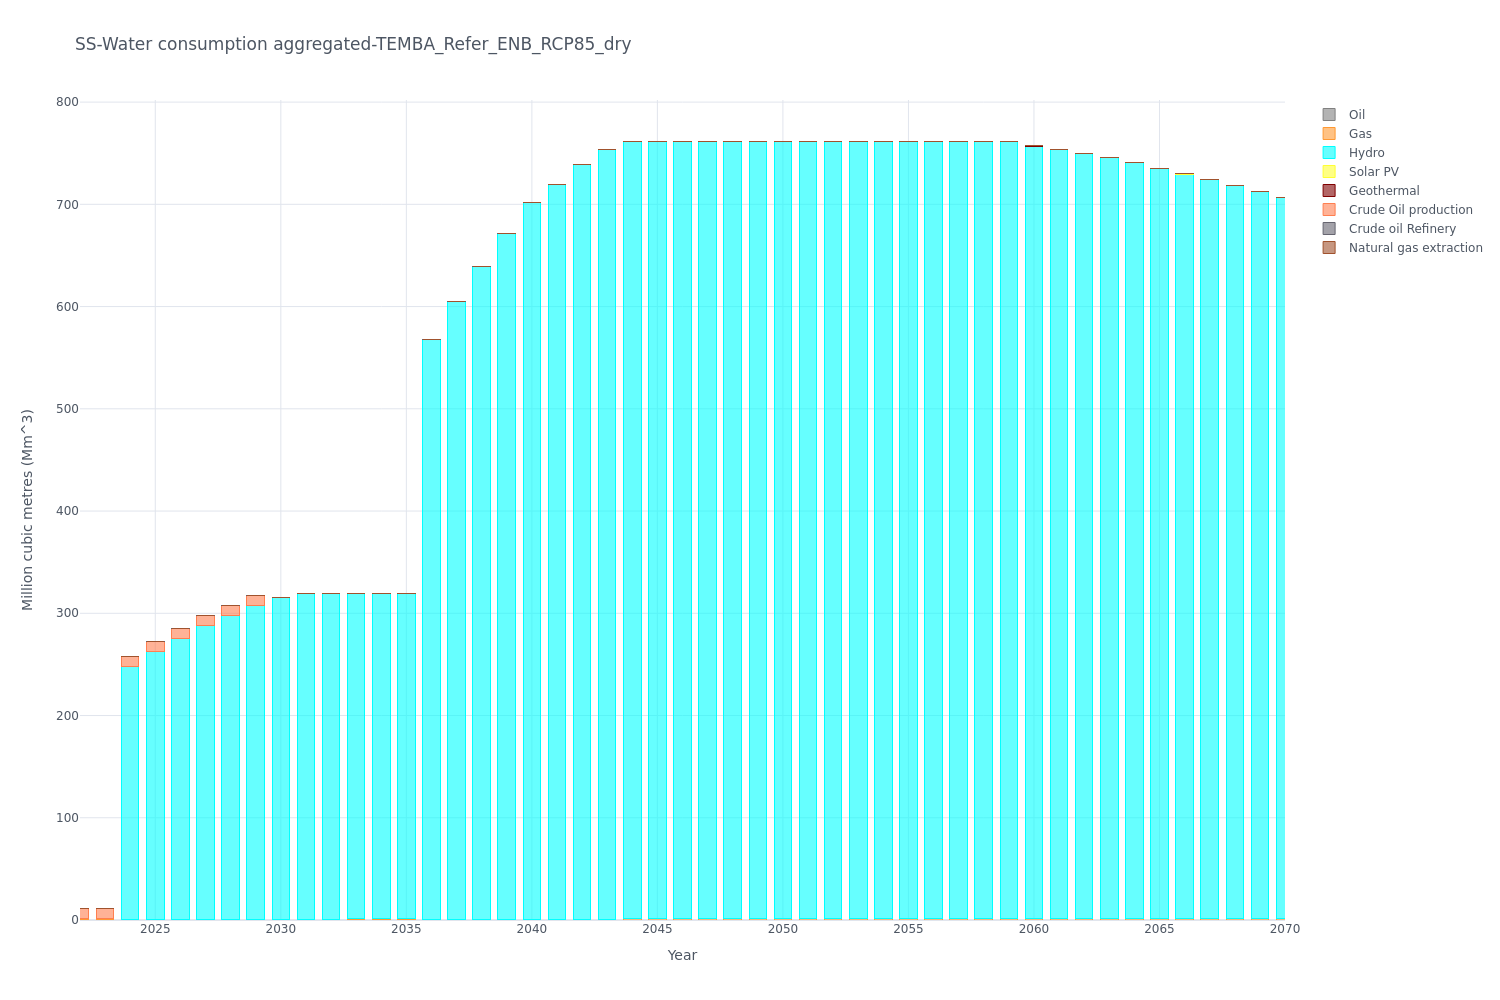 SS-Water consumption aggregated-TEMBA_Refer_ENB_RCP85_dry
800
700
600
500
400
300
200
100
0
Million cubic metres (Mm^3)
2025 2030 2035 2040 2045 2050 2055 2060 2065 2070
Year
Oil
Gas
Hydro
Solar PV
Geothermal
Crude Oil production
Crude oil Refinery
Natural gas extraction